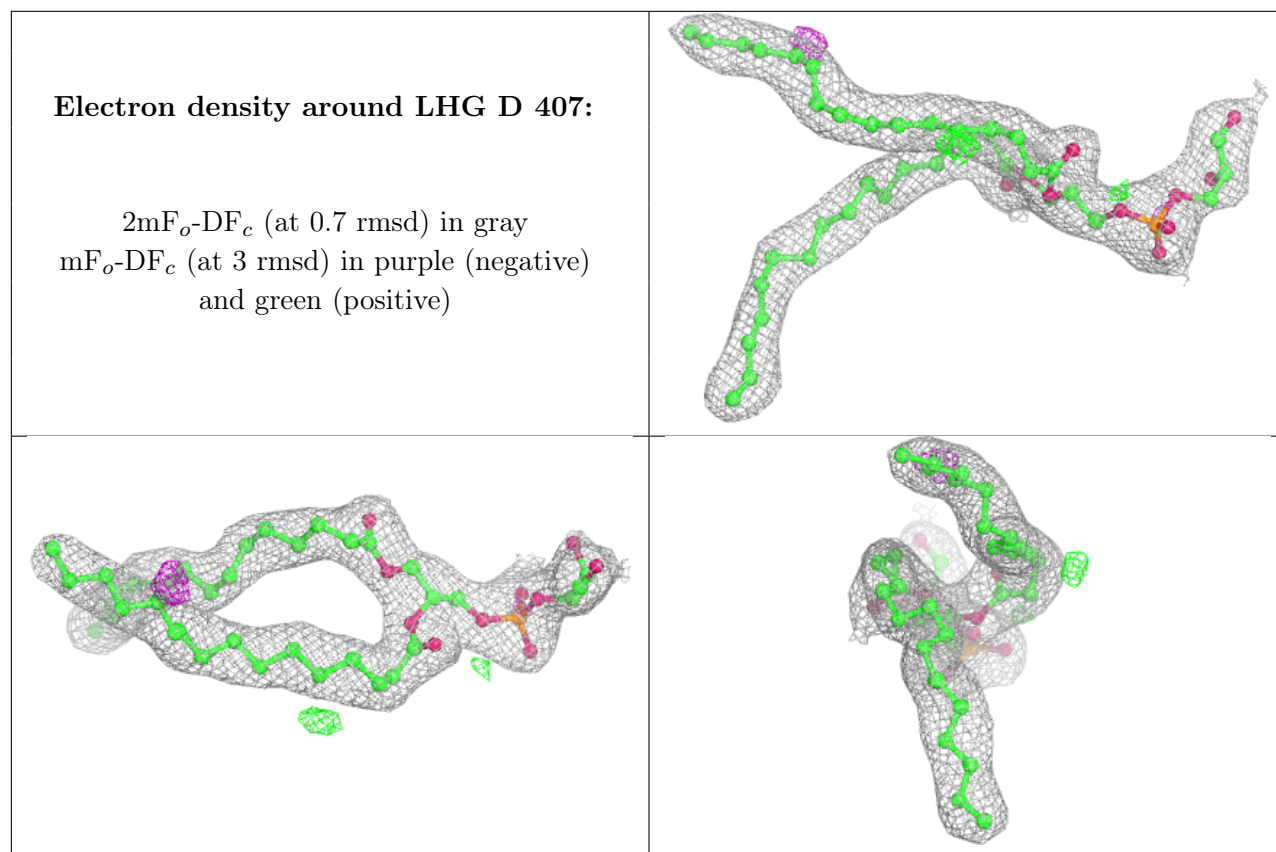 Electron density around LHG D 407:
2mFo-DFc (at 0.7 rmsd) in gray
mFo-DFc (at 3 rmsd) in purple (negative)
and green (positive)